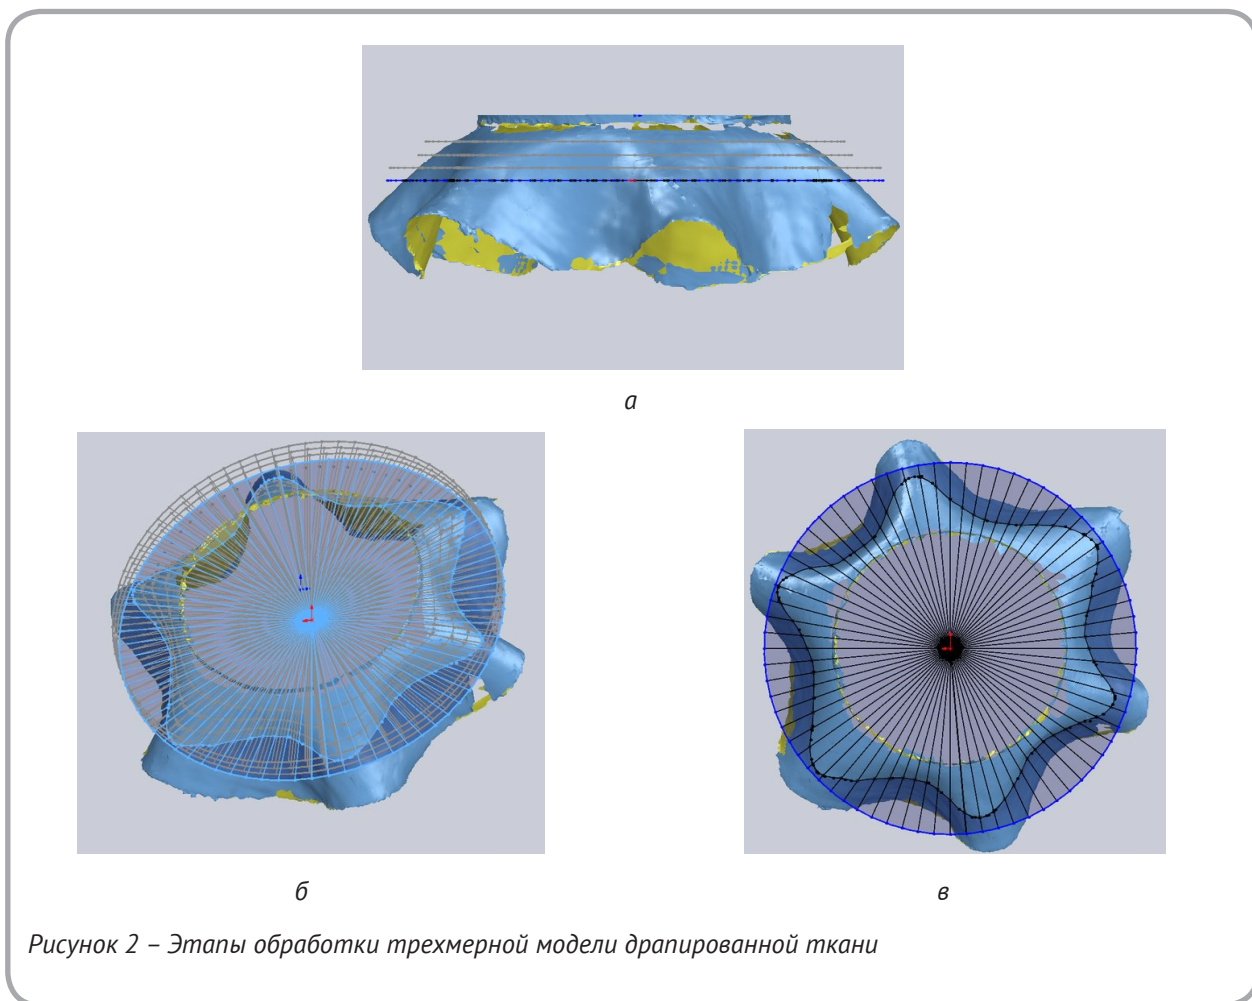 а
б
в
Рисунок 2 – Этапы обработки трехмерной модели драпированной ткани